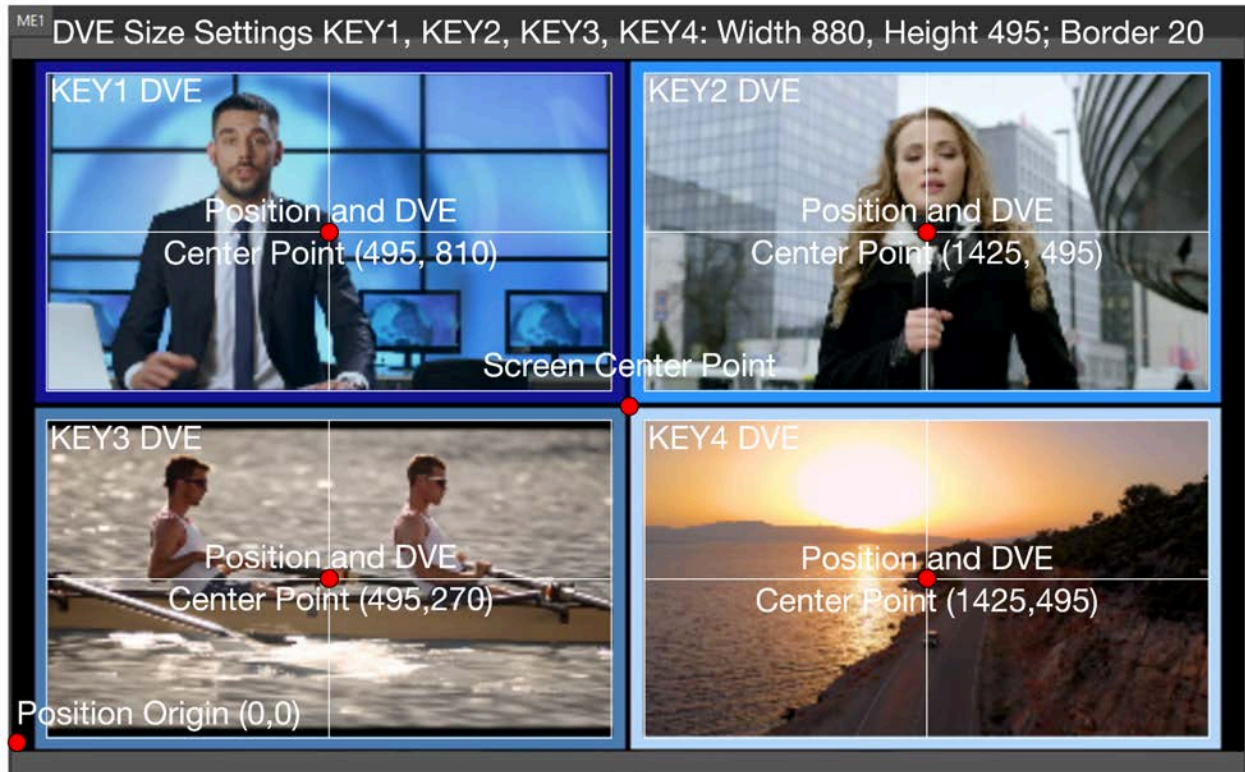 ME1
DVE Size Settings KEY1, KEY2, KEY3, KEY4: Width 880, Height 495; Border 20
KEY1 DVE
Position and DVE
Center Point (495, 810)
KEY2 DVE
Position and DVE
Center Point (1425, 495)
Screen Center Point
KEY3 DVE
Position and DVE
Center Point (495,270)
KEY4 DVE
Position and DVE
Center Point (1425,495)
Position Origin (0,0)